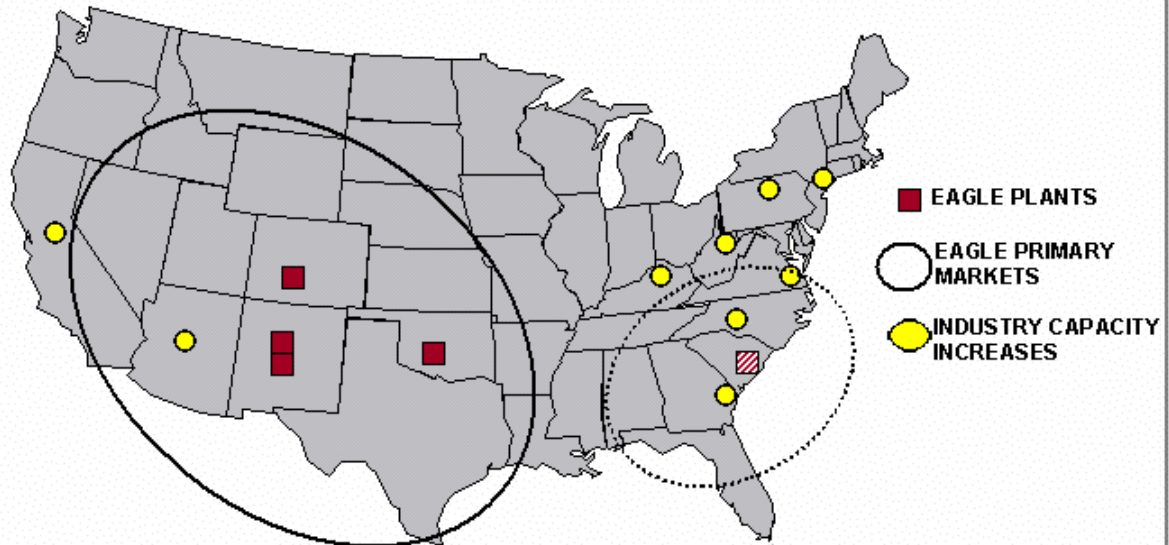 EAGLE PLANTS
EAGLE PRIMARY
MARKETS
INDUSTRY CAPACITY
INCREASES